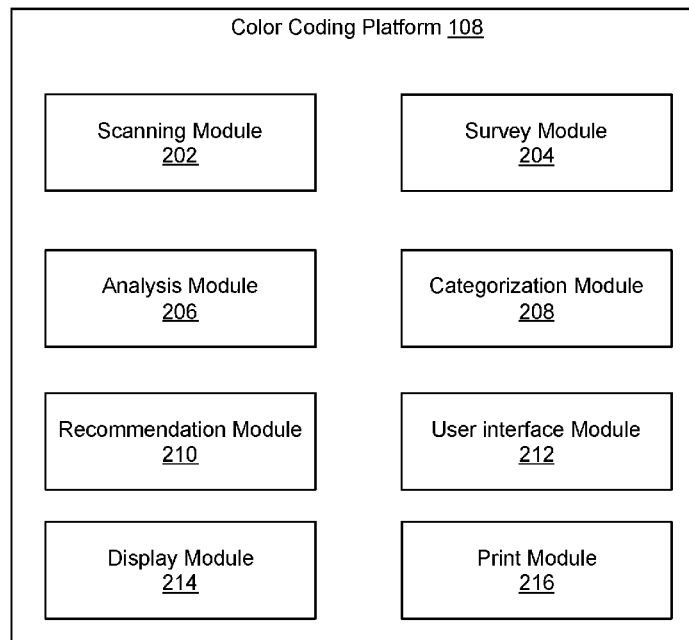 Color Coding Platform 108
Scanning Module
202
Survey Module
204
Analysis Module
206
Categorization Module
208
Recommendation Module
210
User interface Module
212
Display Module
214
Print Module
216